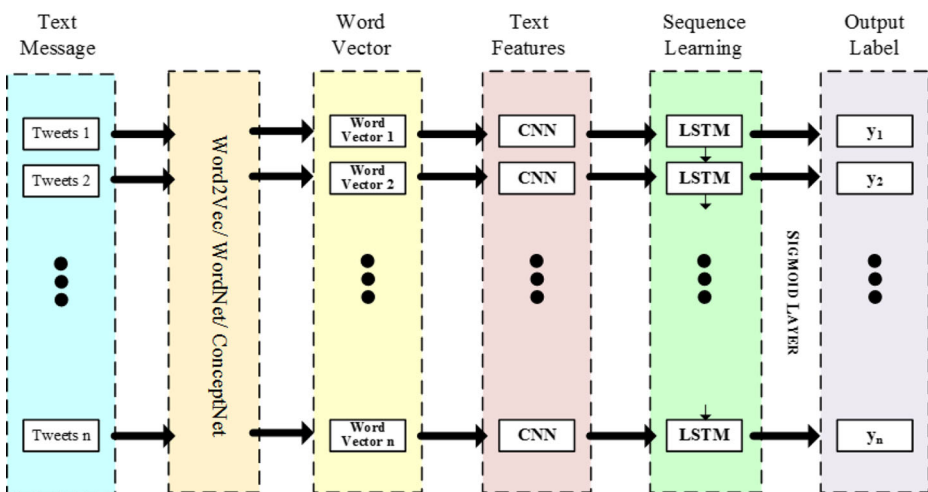 Text
Message
Word
Vector
Text
Features
Sequence
Learning
Output
Label
Tweets 1
Word
Vector 1
CNN
LSTM
y1
Tweets 2
Word
Vector 2
CNN
LSTM
y2
Word2Vec/ WordNet/ ConceptNet
SIGMOID LAYER
Tweets n
Word
Vector n
CNN
LSTM
yn